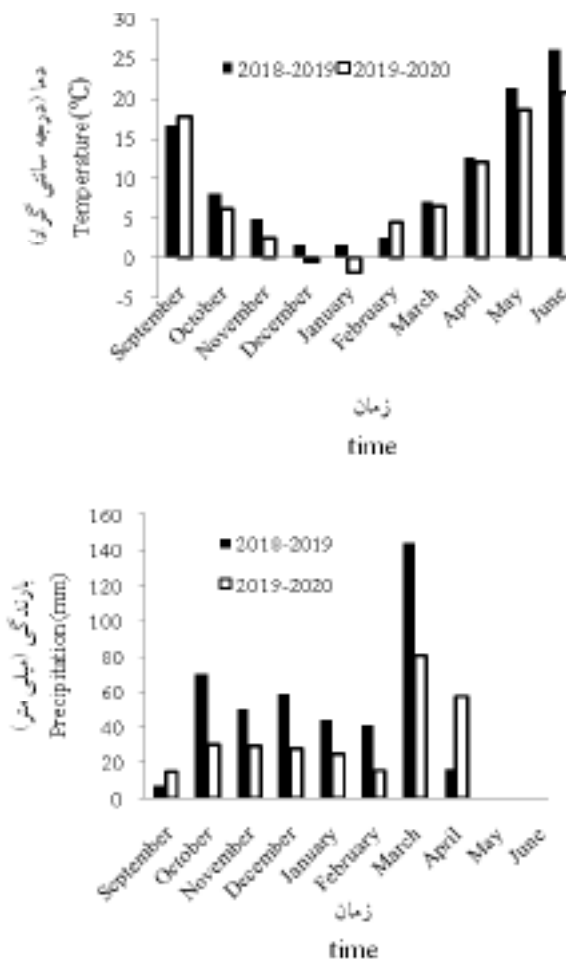 30
25
20
15
10
5
0
-5
دما (درجه سانتی گراد)
Temperature (°C)
2018-2019 2019-2020
September October November December January February March April May June
زمان
time
160
140
120
100
80
60
40
20
0
بارندگی (میلی متر)
Precipitation (mm)
2018-2019
2019-2020
September October November December January February March April May June
زمان
time